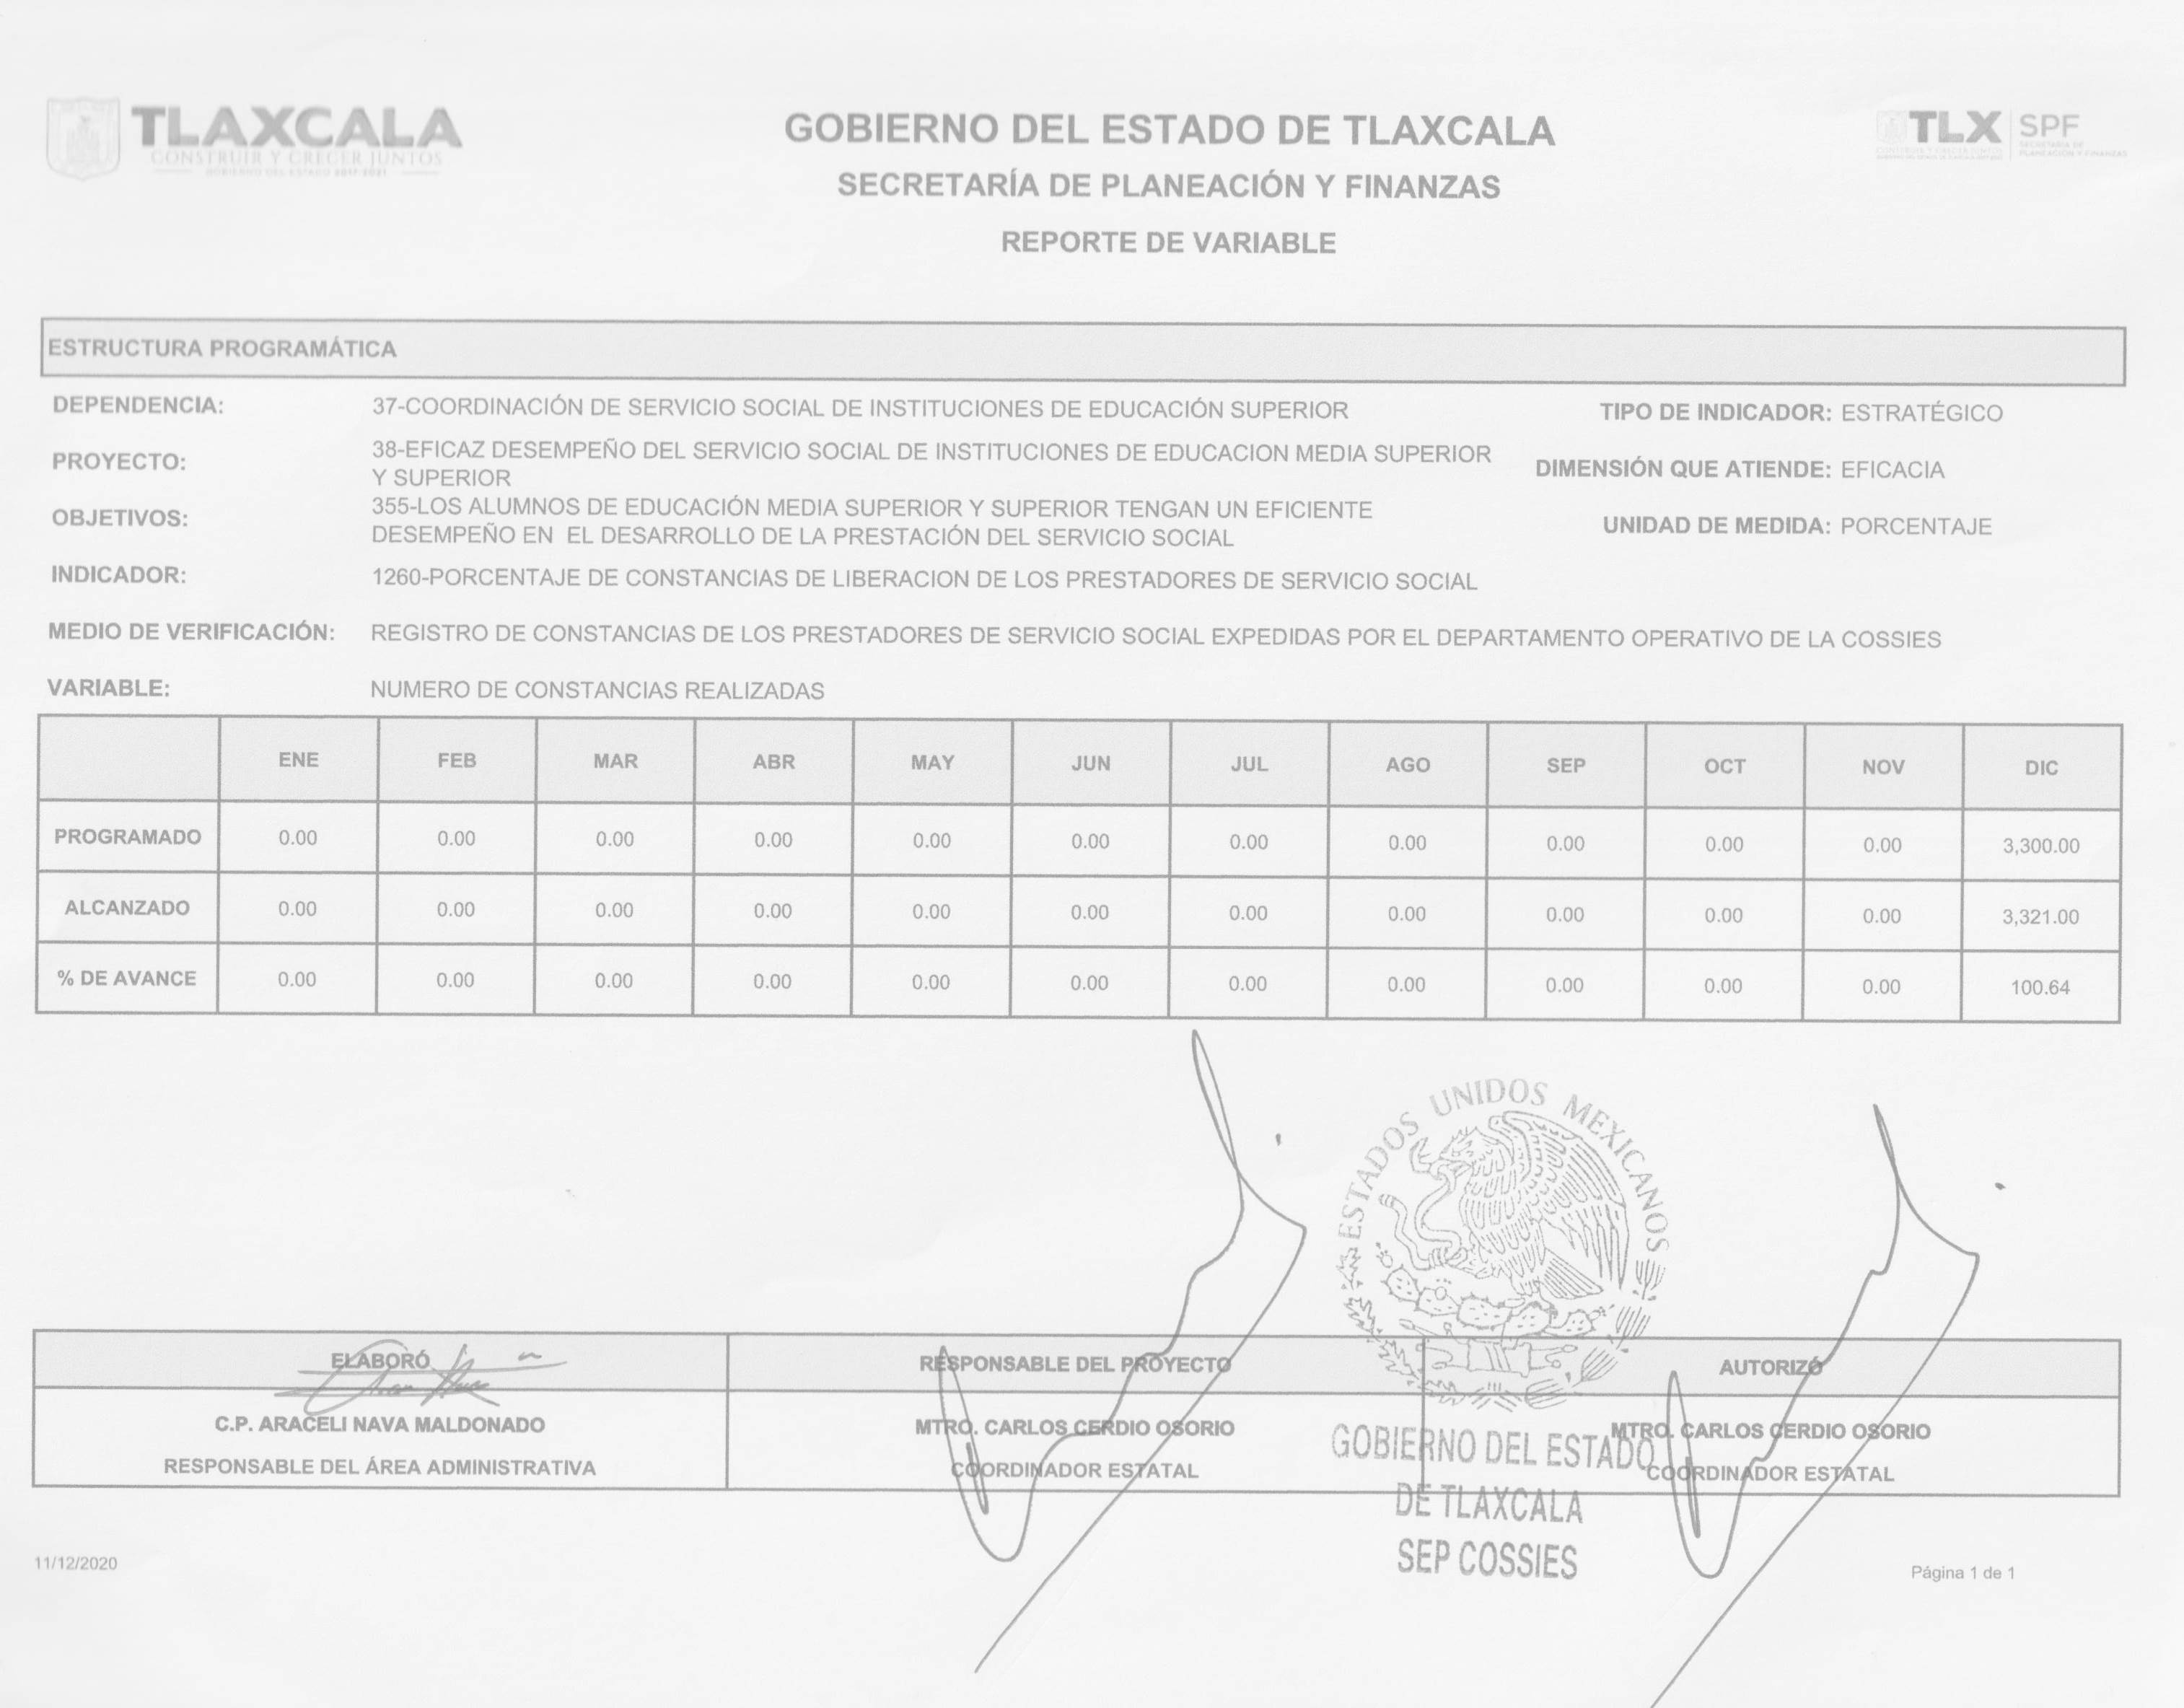 TLAXCALA
CONSTRUIR Y CRECER JUNTOS
GOBIERNO DEL ESTADO 2017-2021
GOBIERNO DEL ESTADO DE TLAXCALA
SECRETARÍA DE PLANEACIÓN Y FINANZAS
REPORTE DE VARIABLE
TLX SPF
SECRETARÍA DE
PLANEACIÓN Y FINANZAS
CONSTRUIR Y CRECER JUNTOS
ESTRUCTURA PROGRAMÁTICA
DEPENDENCIA: 37-COORDINACIÓN DE SERVICIO SOCIAL DE INSTITUCIONES DE EDUCACIÓN SUPERIOR TIPO DE INDICADOR: ESTRATÉGICO
PROYECTO: 38-EFICAZ DESEMPEÑO DEL SERVICIO SOCIAL DE INSTITUCIONES DE EDUCACION MEDIA SUPERIOR
Y SUPERIOR DIMENSIÓN QUE ATIENDE: EFICACIA
OBJETIVOS: 355-LOS ALUMNOS DE EDUCACIÓN MEDIA SUPERIOR Y SUPERIOR TENGAN UN EFICIENTE
DESEMPEÑO EN EL DESARROLLO DE LA PRESTACIÓN DEL SERVICIO SOCIAL UNIDAD DE MEDIDA: PORCENTAJE
INDICADOR: 1260-PORCENTAJE DE CONSTANCIAS DE LIBERACION DE LOS PRESTADORES DE SERVICIO SOCIAL
MEDIO DE VERIFICACIÓN: REGISTRO DE CONSTANCIAS DE LOS PRESTADORES DE SERVICIO SOCIAL EXPEDIDAS POR EL DEPARTAMENTO OPERATIVO DE LA COSSIES
VARIABLE: NUMERO DE CONSTANCIAS REALIZADAS
ENE FEB MAR ABR MAY JUN JUL AGO SEP OCT NOV DIC
PROGRAMADO 0.00 0.00 0.00 0.00 0.00 0.00 0.00 0.00 0.00 0.00 0.00 3,300.00
ALCANZADO 0.00 0.00 0.00 0.00 0.00 0.00 0.00 0.00 0.00 0.00 0.00 3,321.00
% DE AVANCE 0.00 0.00 0.00 0.00 0.00 0.00 0.00 0.00 0.00 0.00 0.00 100.64
ESTADOS UNIDOS MEXICANOS
ELABORÓ RESPONSABLE DEL PROYECTO AUTORIZÓ
C.P. ARACELI NAVA MALDONADO MTRO. CARLOS CERDIO OSORIO MTRO. CARLOS CERDIO OSORIO
RESPONSABLE DEL ÁREA ADMINISTRATIVA COORDINADOR ESTATAL COORDINADOR ESTATAL
GOBIERNO DEL ESTADO
DE TLAXCALA
SEP COSSIES
11/12/2020 Página 1 de 1